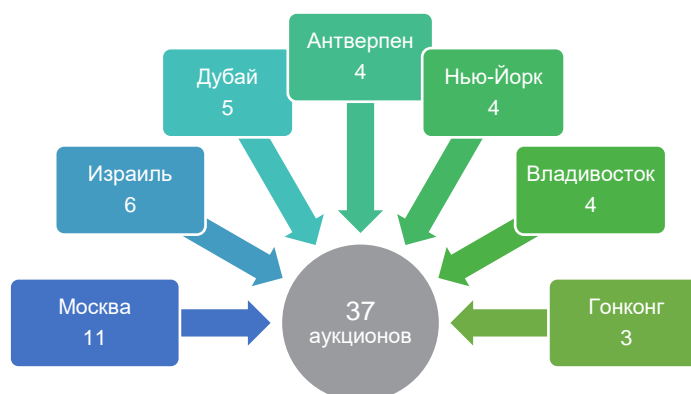 Антверпен
4
Дубай
5
Нью-Йорк
4
Израиль
6
Владивосток
4
Москва
11
37
аукционов
Гонконг
3